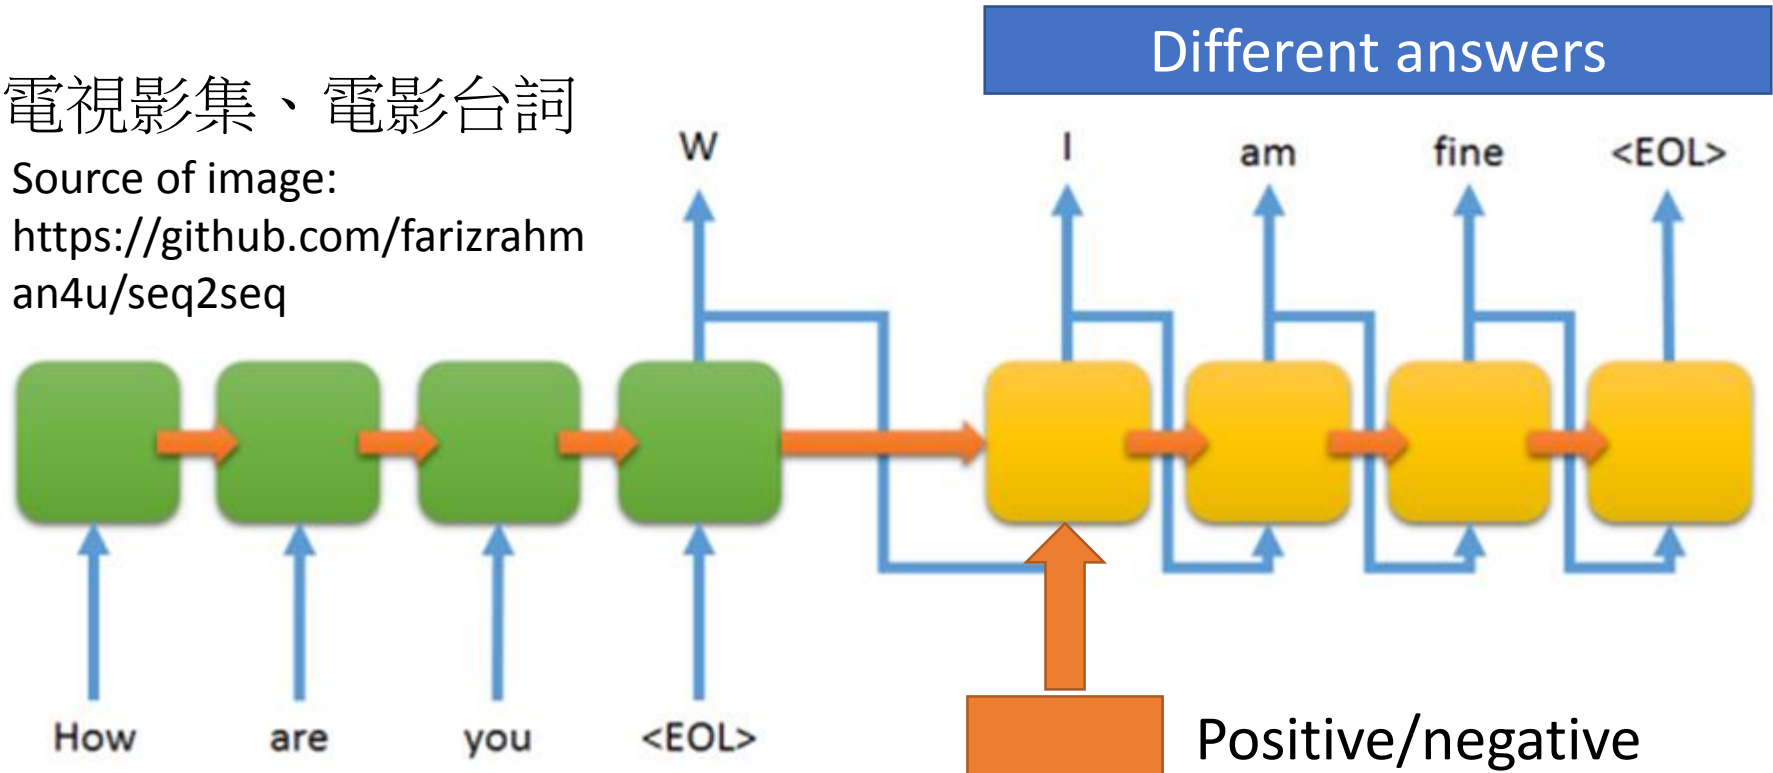 Different answers
電視影集、電影台詞
Source of image:
https://github.com/farizrahm
an4u/seq2seq
W
I am fine <EOL>
How are you <EOL>
Positive/negative